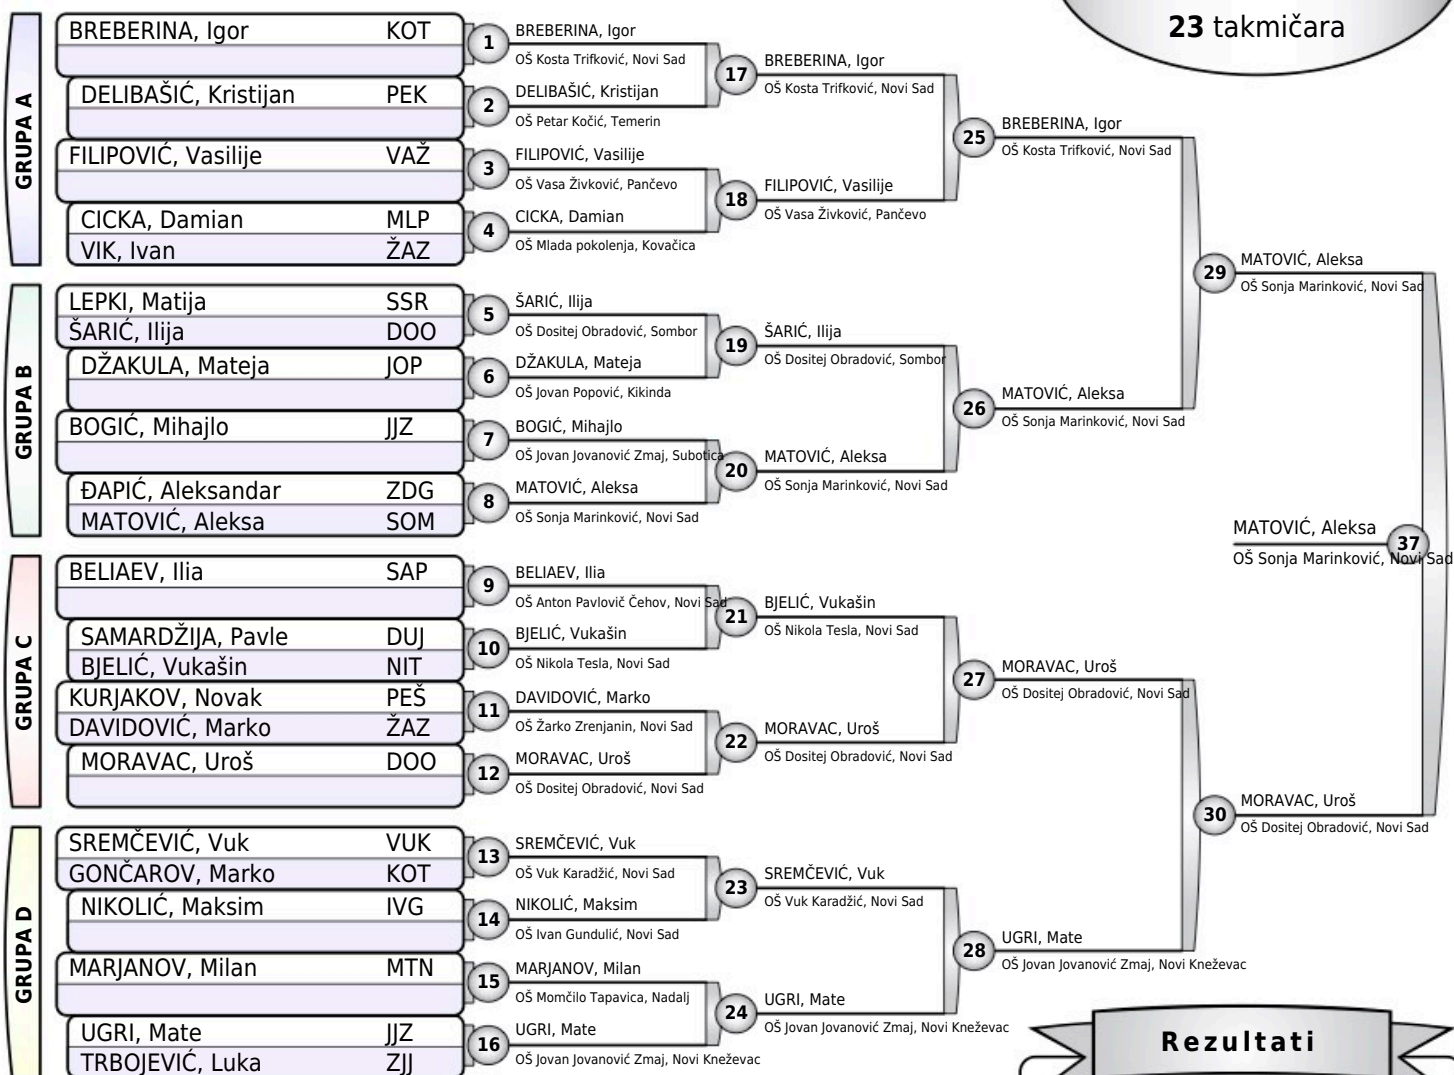 23 takmičara
GRUPA A
BREBERINA, Igor KOT
DELIBAŠIĆ, Kristijan PEK
FILIPOVIĆ, Vasilije VAŽ
CICKA, Damian MLP
VIK, Ivan ŽAZ
GRUPA B
LEPKI, Matija SSR
ŠARIĆ, Ilija DOO
DŽAKULA, Mateja JOP
BOGIĆ, Mihajlo JJZ
ĐAPIĆ, Aleksandar ZDG
MATOVIĆ, Aleksa SOM
GRUPA C
BELIAEV, Ilia SAP
SAMARDŽIJA, Pavle DUJ
BJELIĆ, Vukašin NIT
KURJAKOV, Novak PEŠ
DAVIDOVIĆ, Marko ŽAZ
MORAVAC, Uroš DOO
GRUPA D
SREMČEVIĆ, Vuk VUK
GONČAROV, Marko KOT
NIKOLIĆ, Maksim IVG
MARJANOV, Milan MTN
UGRI, Mate JJZ
TRBOJEVIĆ, Luka ZJJ
1 BREBERINA, Igor
OŠ Kosta Trifković, Novi Sad
2 DELIBAŠIĆ, Kristijan
OŠ Petar Kočić, Temerin
3 FILIPOVIĆ, Vasilije
OŠ Vasa Živković, Pančevo
4 CICKA, Damian
OŠ Mlada pokolenja, Kovačica
5 ŠARIĆ, Ilija
OŠ Dositej Obradović, Sombor
6 DŽAKULA, Mateja
OŠ Jovan Popović, Kikinda
7 BOGIĆ, Mihajlo
OŠ Jovan Jovanović Zmaj, Subotica
8 MATOVIĆ, Aleksa
OŠ Sonja Marinković, Novi Sad
9 BELIAEV, Ilia
OŠ Anton Pavlovič Čehov, Novi Sad
10 BJELIĆ, Vukašin
OŠ Nikola Tesla, Novi Sad
11 DAVIDOVIĆ, Marko
OŠ Žarko Zrenjanin, Novi Sad
12 MORAVAC, Uroš
OŠ Dositej Obradović, Novi Sad
13 SREMČEVIĆ, Vuk
OŠ Vuk Karadžić, Novi Sad
14 NIKOLIĆ, Maksim
OŠ Ivan Gundulić, Novi Sad
15 MARJANOV, Milan
OŠ Momčilo Tapavica, Nadalj
16 UGRI, Mate
OŠ Jovan Jovanović Zmaj, Novi Kneževac
17 BREBERINA, Igor
OŠ Kosta Trifković, Novi Sad
18 FILIPOVIĆ, Vasilije
OŠ Vasa Živković, Pančevo
19 ŠARIĆ, Ilija
OŠ Dositej Obradović, Sombor
20 MATOVIĆ, Aleksa
OŠ Sonja Marinković, Novi Sad
21 BJELIĆ, Vukašin
OŠ Nikola Tesla, Novi Sad
22 MORAVAC, Uroš
OŠ Dositej Obradović, Novi Sad
23 SREMČEVIĆ, Vuk
OŠ Vuk Karadžić, Novi Sad
24 UGRI, Mate
OŠ Jovan Jovanović Zmaj, Novi Kneževac
25 BREBERINA, Igor
OŠ Kosta Trifković, Novi Sad
26 MATOVIĆ, Aleksa
OŠ Sonja Marinković, Novi Sad
27 MORAVAC, Uroš
OŠ Dositej Obradović, Novi Sad
28 UGRI, Mate
OŠ Jovan Jovanović Zmaj, Novi Kneževac
29 MATOVIĆ, Aleksa
OŠ Sonja Marinković, Novi Sad
30 MORAVAC, Uroš
OŠ Dositej Obradović, Novi Sad
MATOVIĆ, Aleksa 37
OŠ Sonja Marinković, Novi Sad
Rezultati